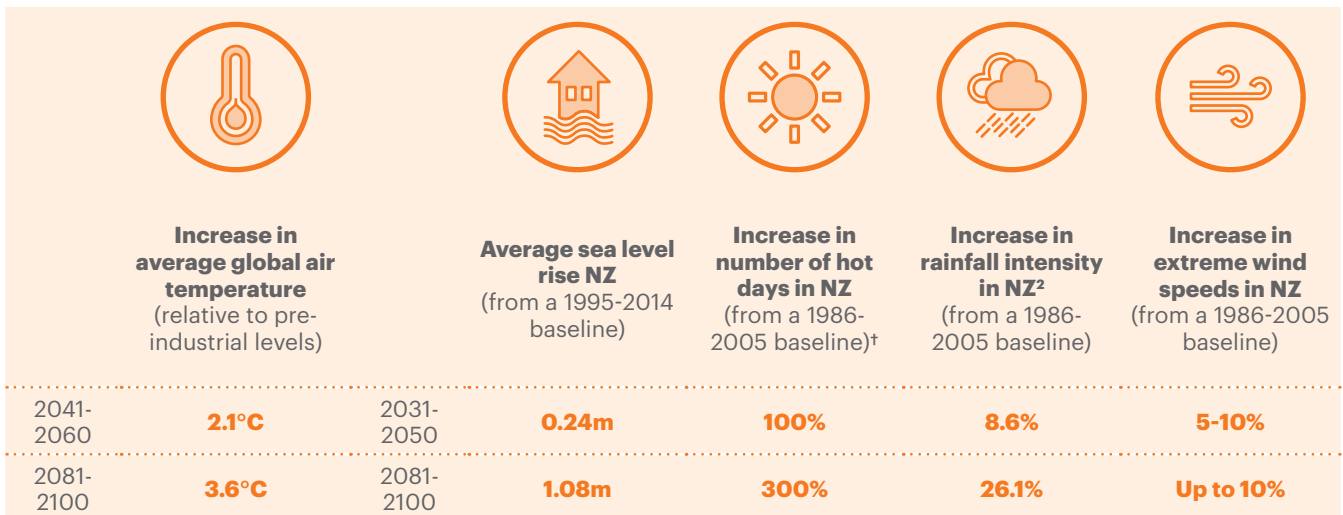 Increase in
average global air
temperature
(relative to pre-
industrial levels)
Average sea level
rise NZ
(from a 1995-2014
baseline)
Increase in
number of hot
days in NZ
(from a 1986-
2005 baseline)†
Increase in
rainfall intensity
in NZ²
(from a 1986-
2005 baseline)
Increase in
extreme wind
speeds in NZ
(from a 1986-2005
baseline)
2041-
2060
2.1°C
2031-
2050
0.24m
100%
8.6%
5-10%
2081-
2100
3.6°C
2081-
2100
1.08m
300%
26.1%
Up to 10%